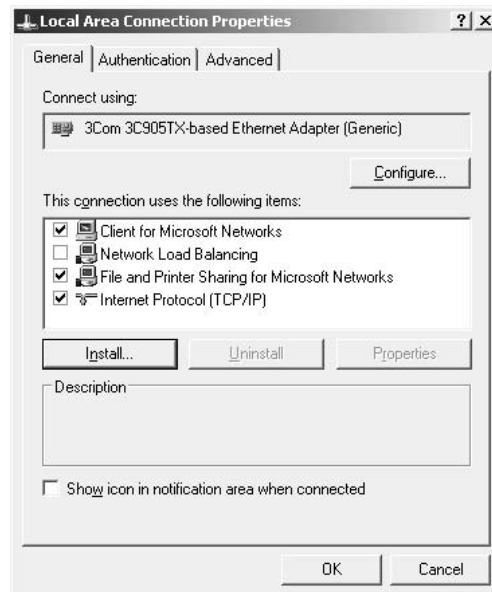 Local Area Connection Properties
General Authentication Advanced
Connect using:
3Com 3C905TX-based Ethernet Adapter (Generic)
Configure...
This connection uses the following items:
Client for Microsoft Networks
Network Load Balancing
File and Printer Sharing for Microsoft Networks
Internet Protocol (TCP/IP)
Install... Uninstall Properties
Description
Show icon in notification area when connected
OK Cancel